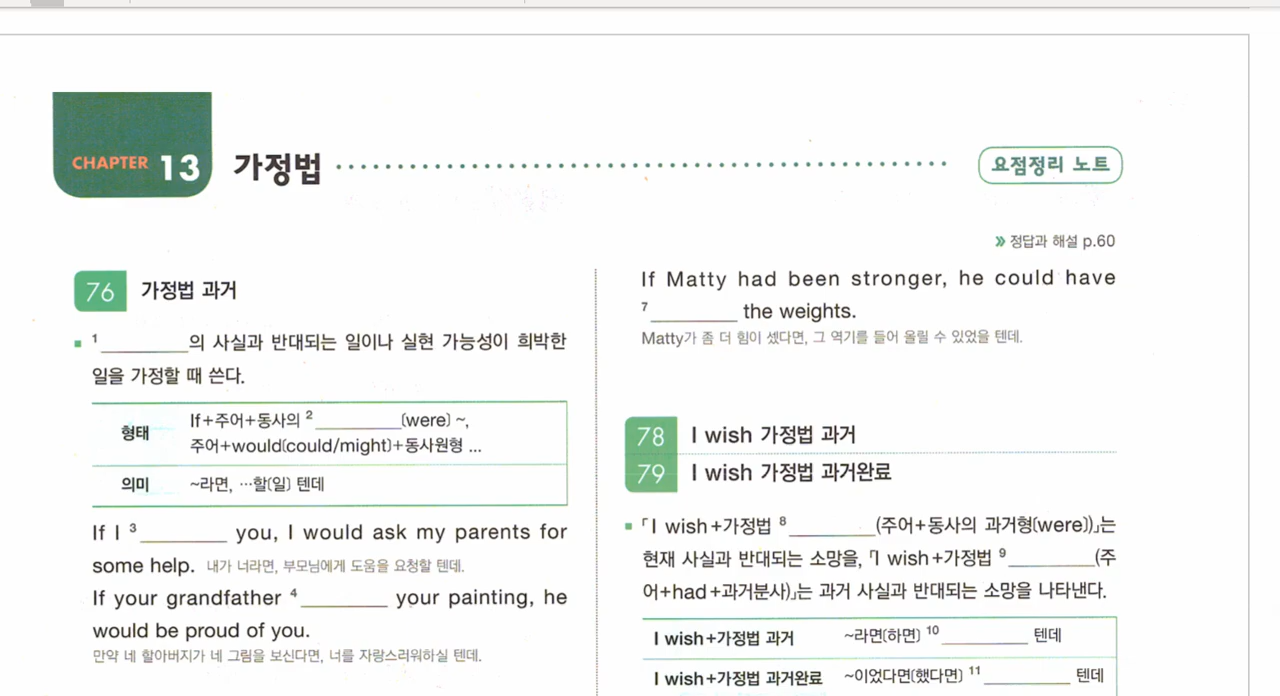 CHAPTER 13 가정법
요점정리 노트
» 정답과 해설 p.60
76 가정법 과거
1 ________의 사실과 반대되는 일이나 실현 가능성이 희박한
일을 가정할 때 쓴다.
형태
If+주어+동사의 2 ________(were) ~,
주어+would(could/might)+동사원형 ...
의미
~라면, …할(일) 텐데
If I 3 ________ you, I would ask my parents for
some help. 내가 너라면, 부모님에게 도움을 요청할 텐데.
If your grandfather 4 ________ your painting, he
would be proud of you.
만약 네 할아버지가 네 그림을 보신다면, 너를 자랑스러워하실 텐데.
If Matty had been stronger, he could have
7 ________ the weights.
Matty가 좀 더 힘이 셌다면, 그 역기를 들어 올릴 수 있었을 텐데.
78 I wish 가정법 과거
79 I wish 가정법 과거완료
「I wish+가정법 8 ________(주어+동사의 과거형(were))」는
현재 사실과 반대되는 소망을, 「I wish+가정법 9 ________(주
어+had+과거분사)」는 과거 사실과 반대되는 소망을 나타낸다.
I wish+가정법 과거 ~라면(하면) 10 ________ 텐데
I wish+가정법 과거완료 ~이었다면(했다면) 11 ________ 텐데